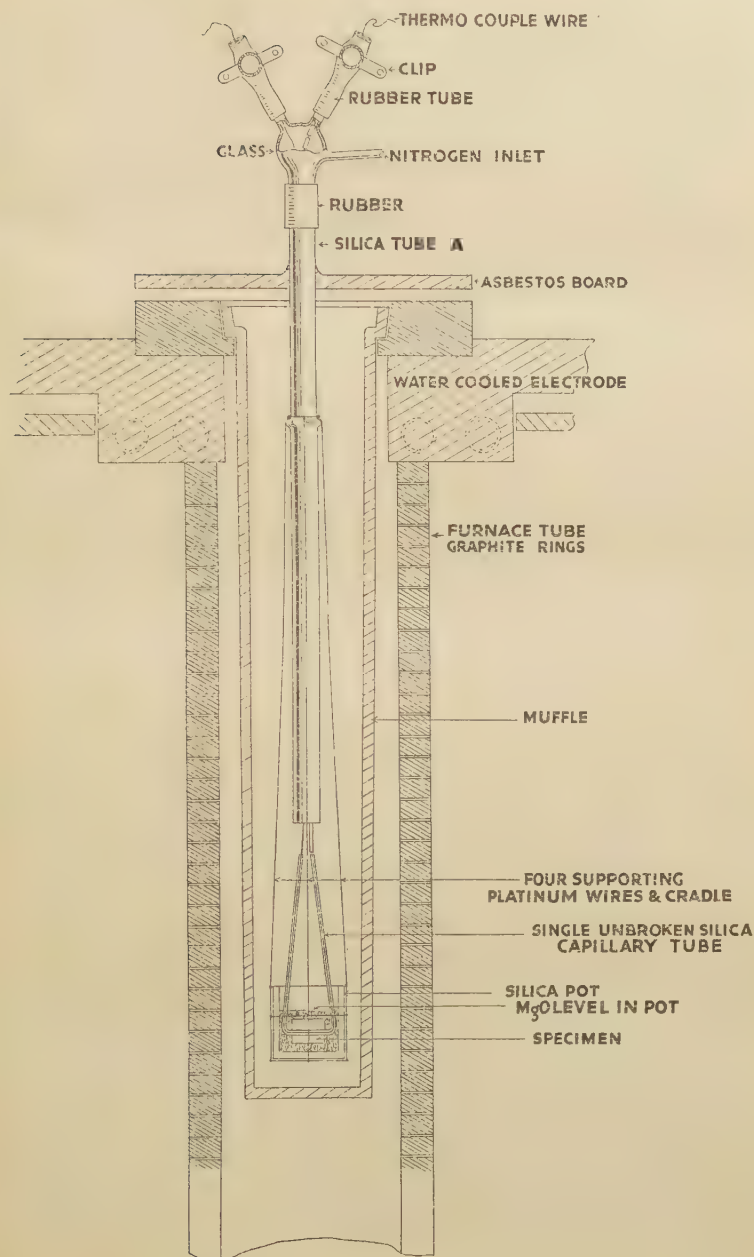 THERMO COUPLE WIRE
CLIP
RUBBER TUBE
GLASS
NITROGEN INLET
RUBBER
SILICA TUBE A
ASBESTOS BOARD
WATER COOLED ELECTRODE
FURNACE TUBE
GRAPHITE RINGS
MUFFLE
FOUR SUPPORTING
PLATINUM WIRES & CRADLE
SINGLE UNBROKEN SILICA
CAPILLARY TUBE
SILICA POT
MgO LEVEL IN POT
SPECIMEN